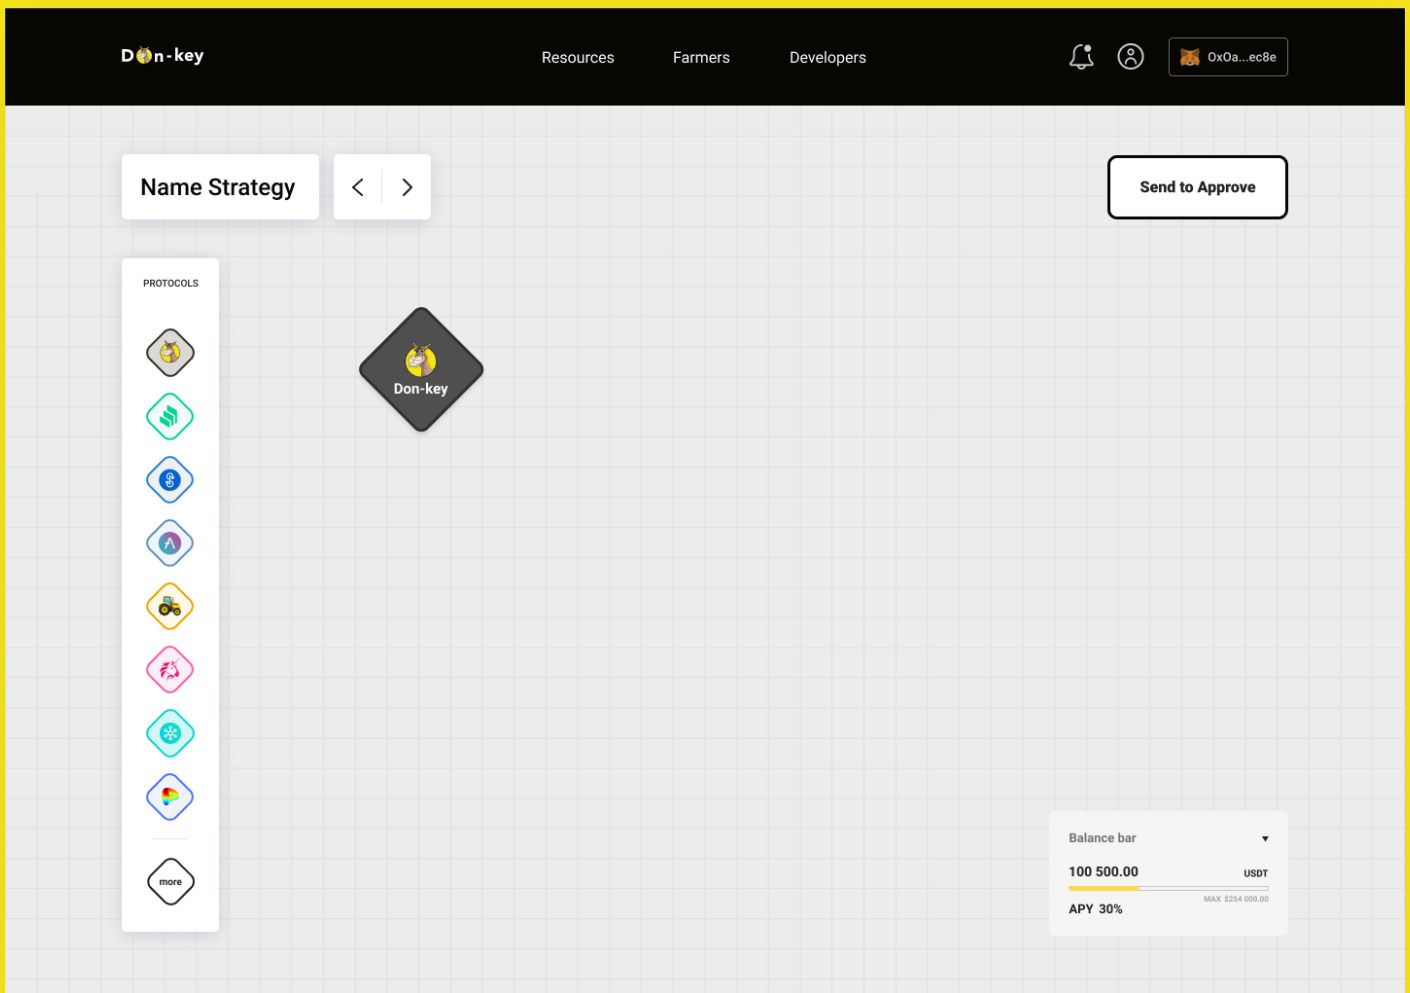 Don-key
Resources
Farmers
Developers
0x0a...ec8e
Name Strategy
Send to Approve
PROTOCOLS
Don-key
more
Balance bar
100 500.00
USDT
MAX $254 000.00
APY 30%